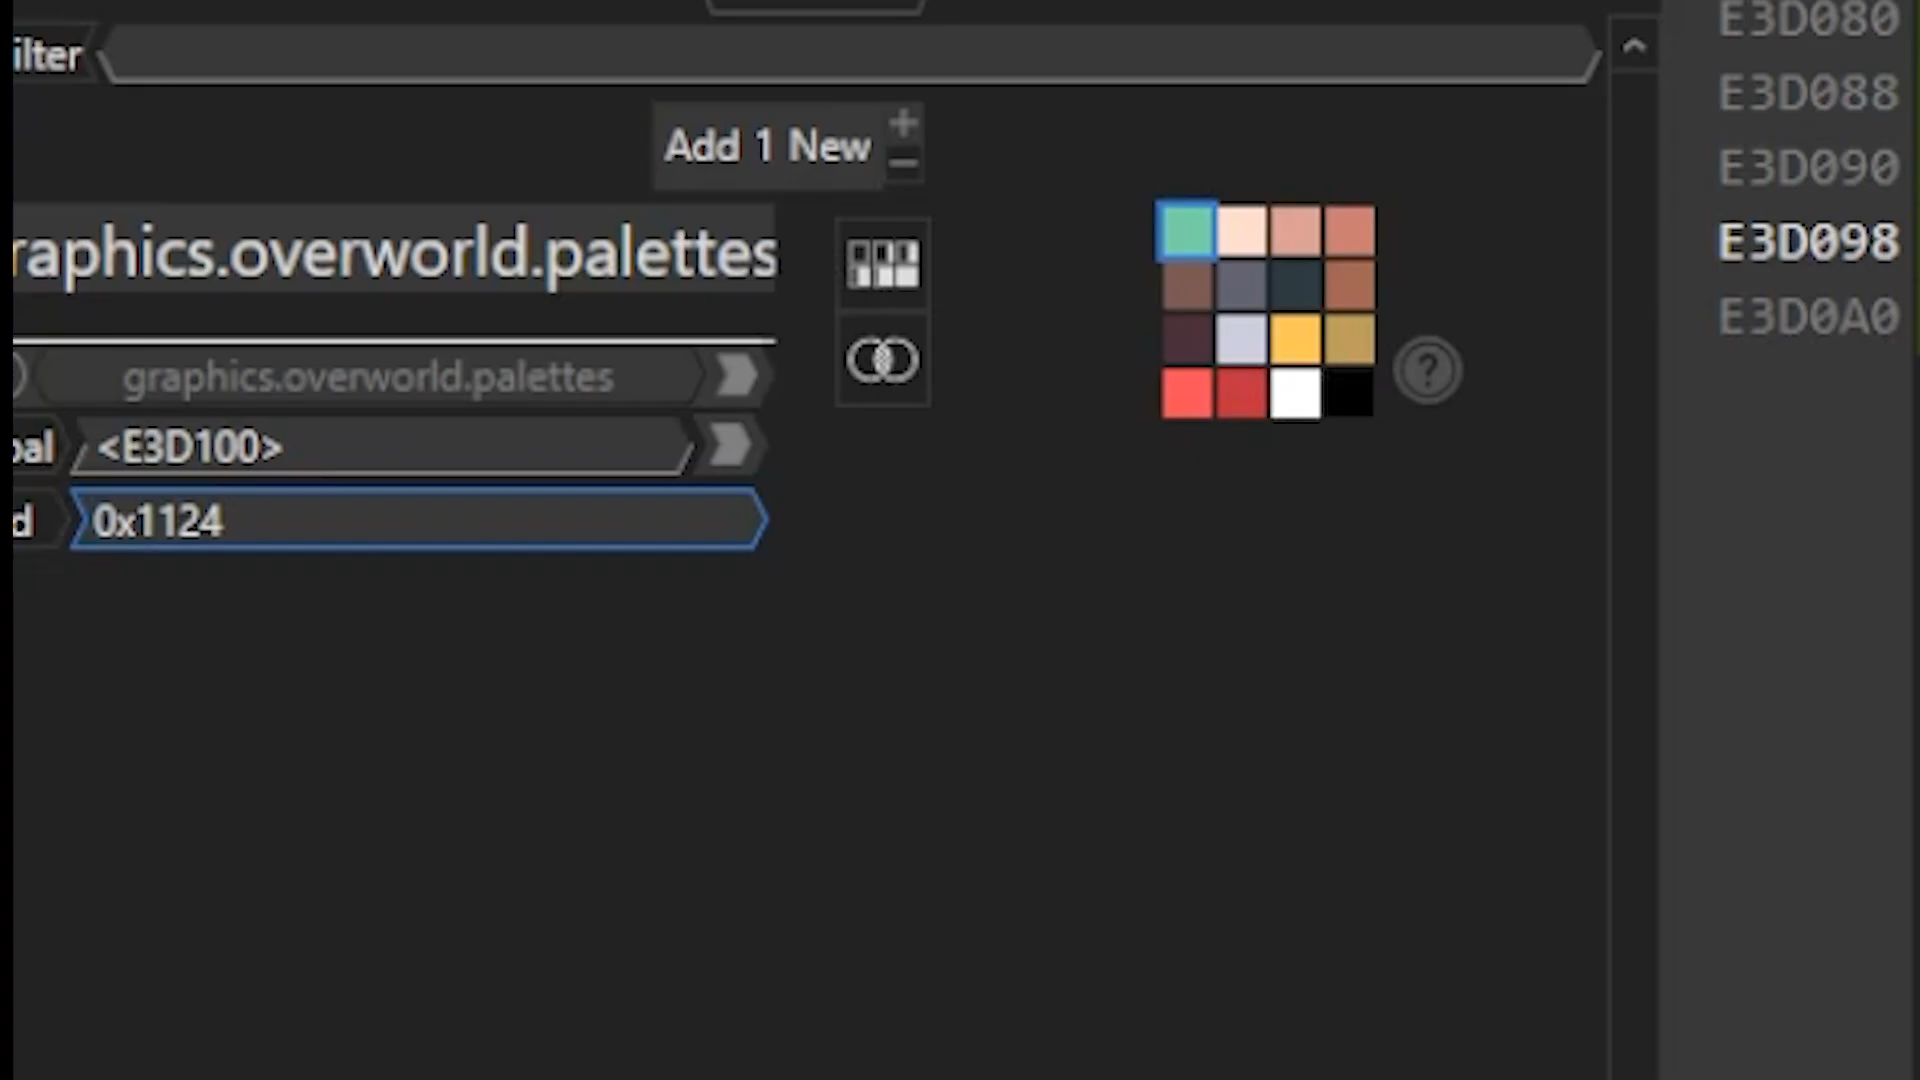 ilter
Add 1 New
raphics.overworld.palettes
graphics.overworld.palettes
pal <E3D100>
d 0x1124
?
E3D080
E3D088
E3D090
E3D098
E3D0A0